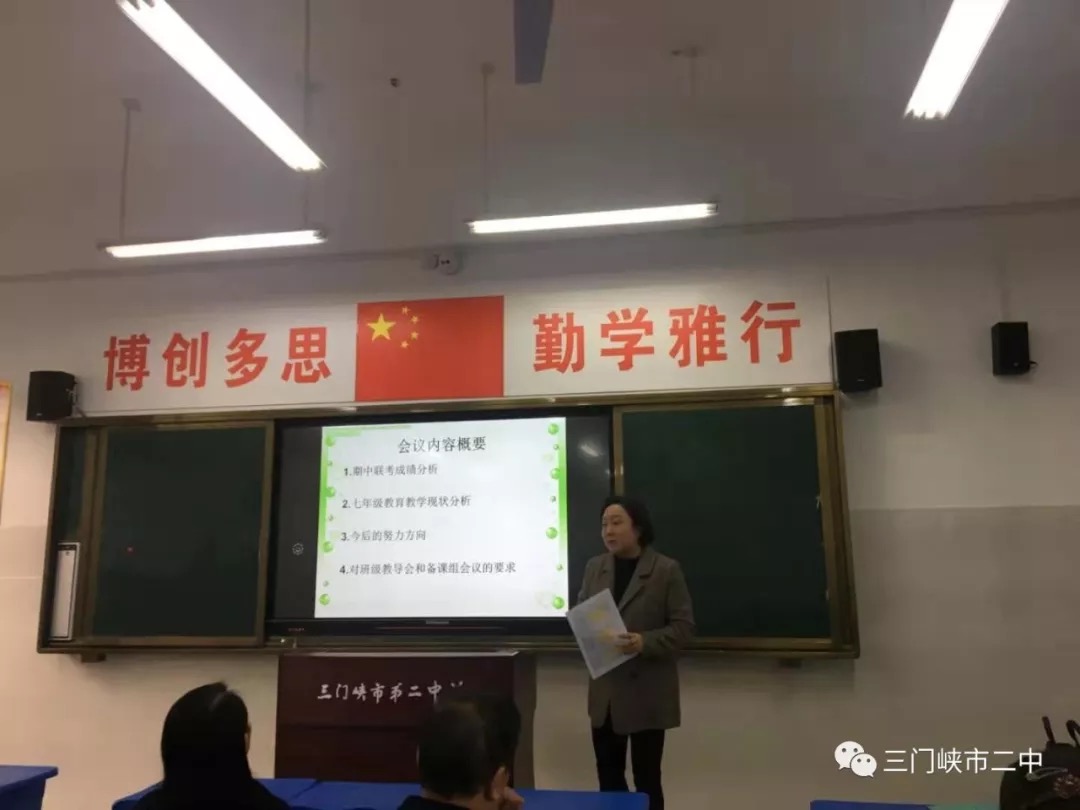 博创多思
勤学雅行
会议内容概要
1.期中联考成绩分析
2.七年级教育教学现状分析
3.今后的努力方向
4.对班级教导会和备课组会议的要求
三门峡市第二中
三门峡市二中